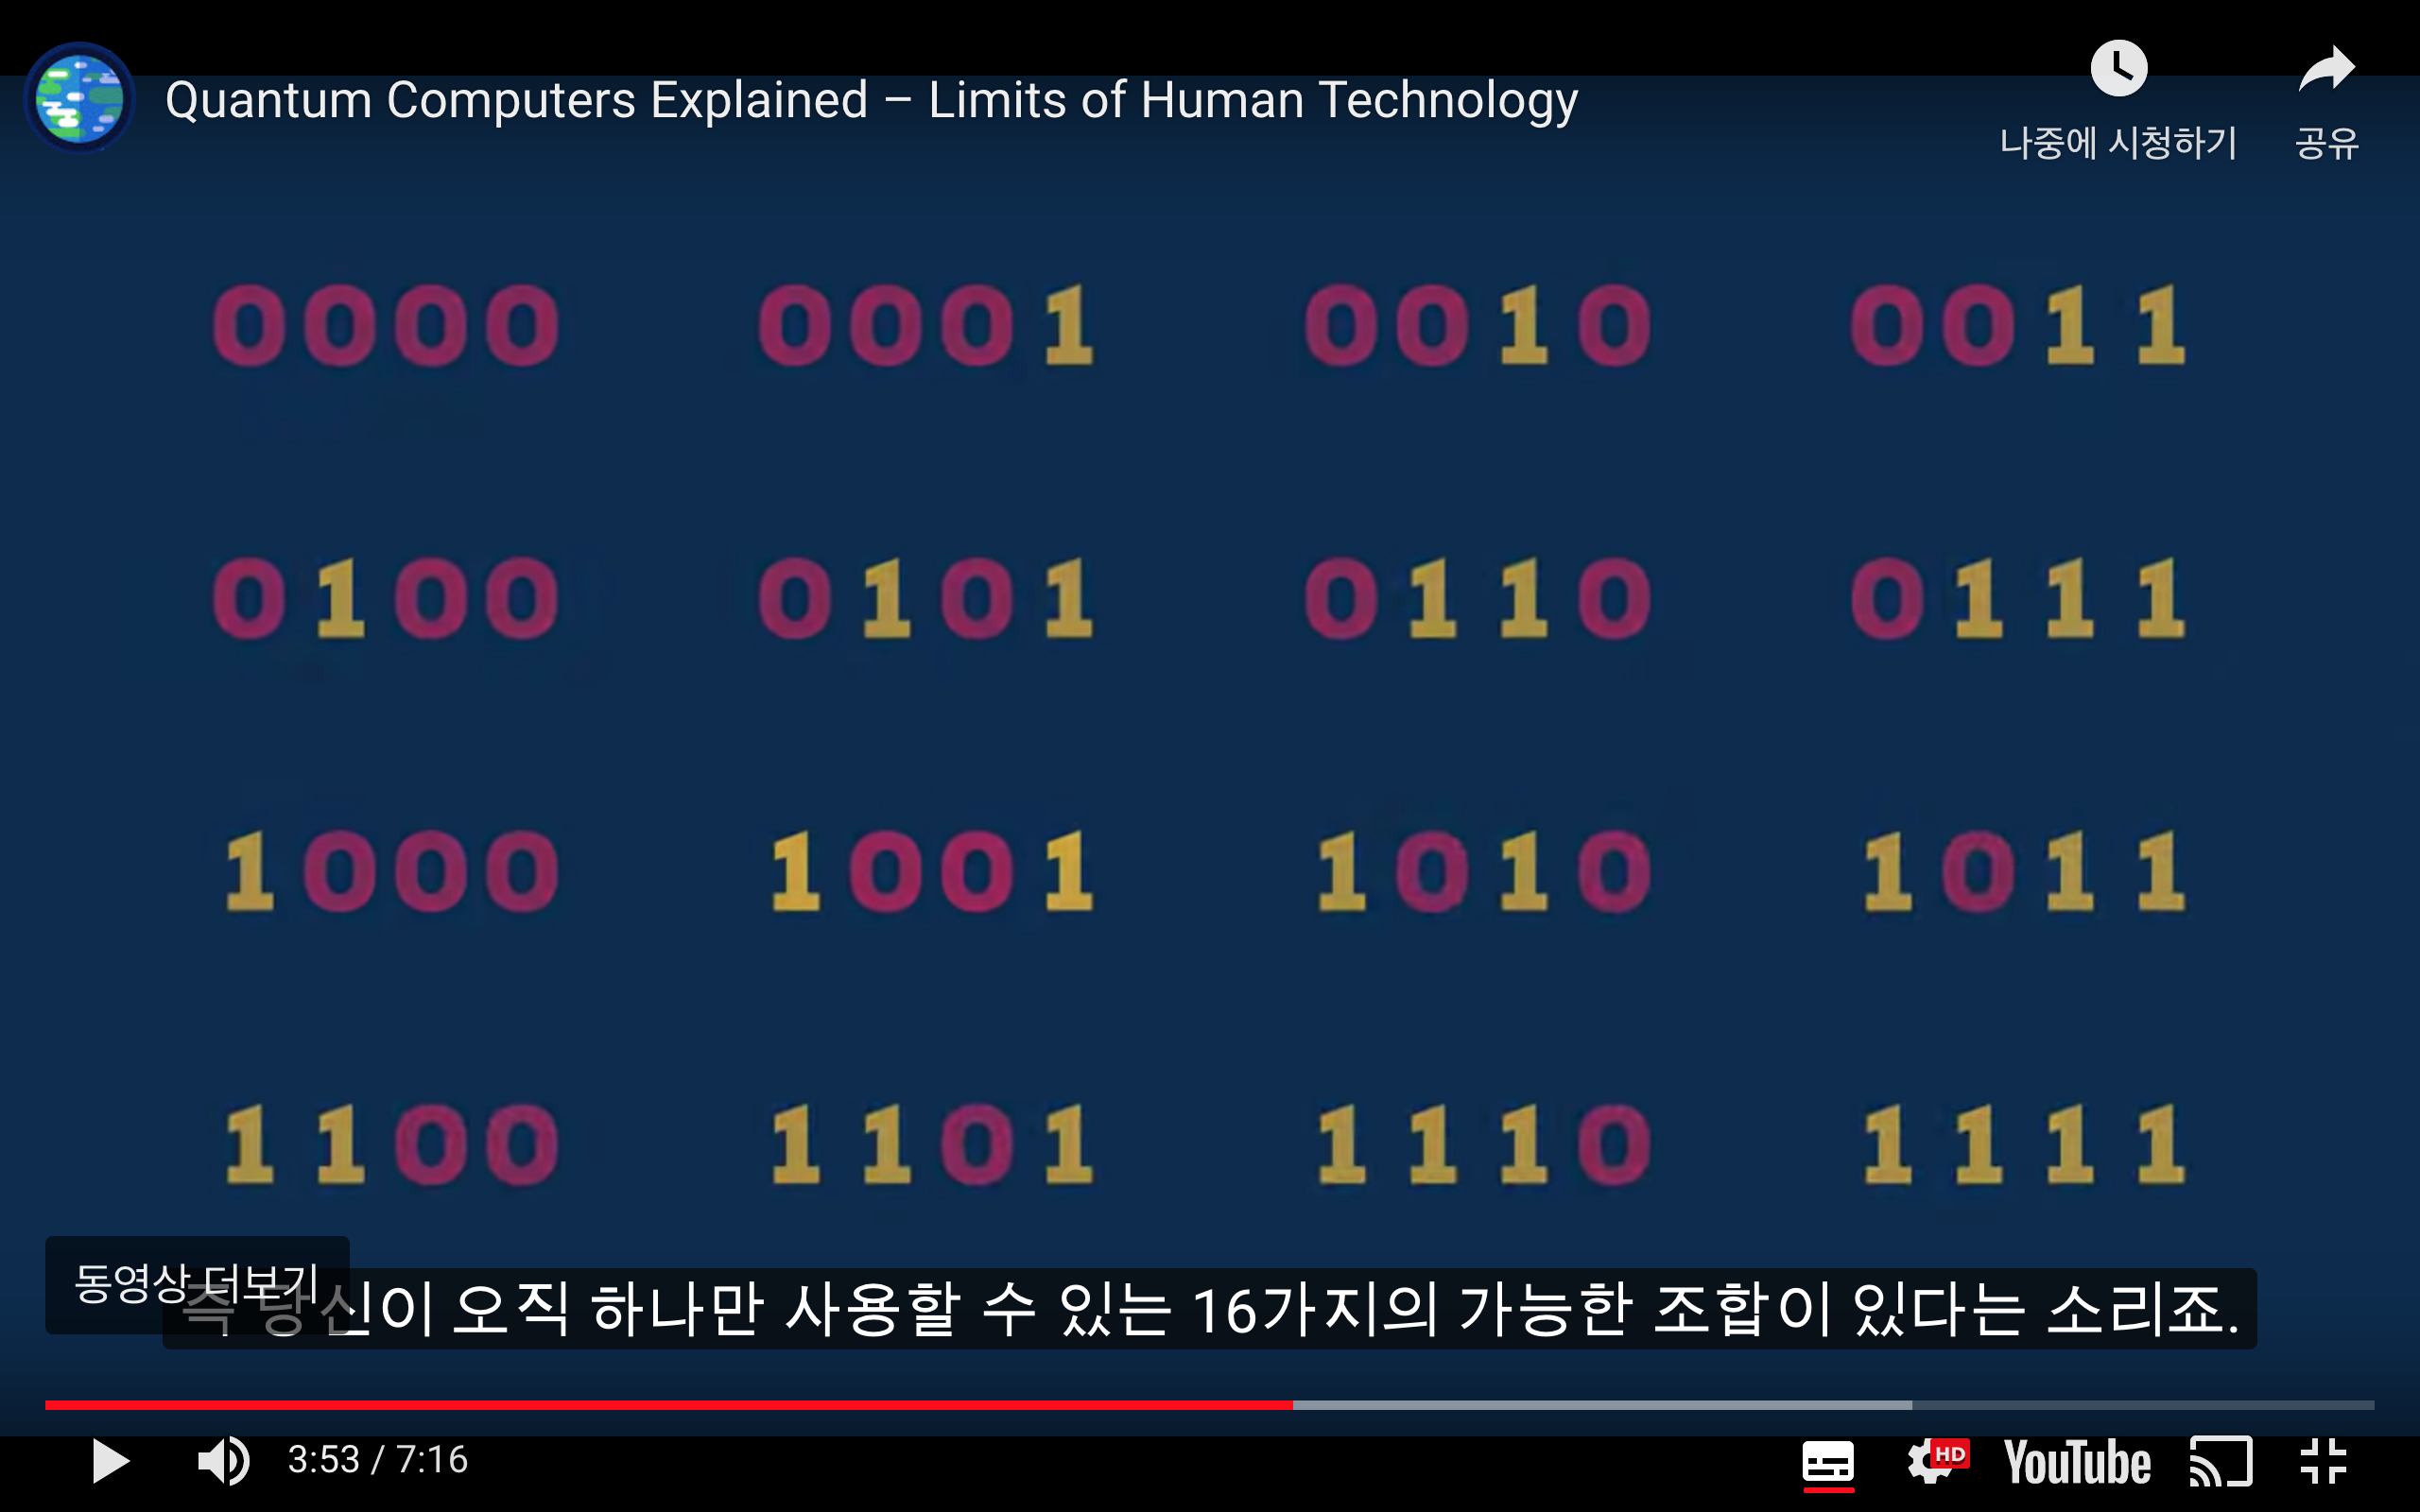 Quantum Computers Explained – Limits of Human Technology
나중에 시청하기
공유
0000 0001 0010 0011
0100 0101 0110 0111
1000 1001 1010 1011
1100 1101 1110 1111
동영상 더보기
즉 당신이 오직 하나만 사용할 수 있는 16가지의 가능한 조합이 있다는 소리죠.
3:53 / 7:16
HD
YouTube